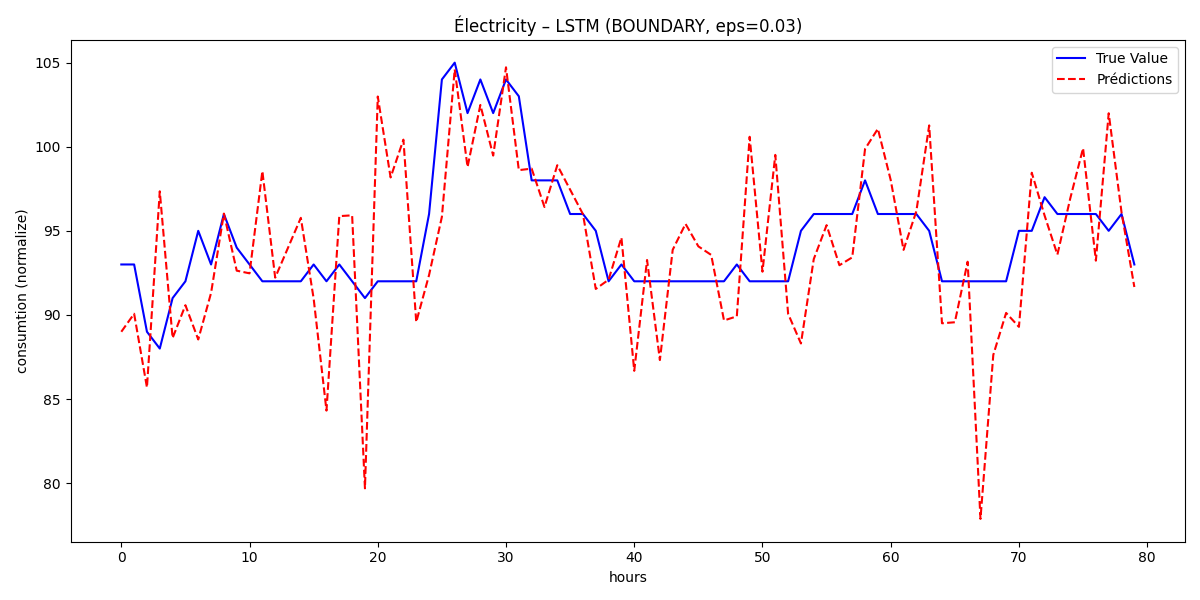 Électricity – LSTM (BOUNDARY, eps=0.03)
True Value
Prédictions
consumtion (normalize)
105
100
95
90
85
80
0 10 20 30 40 50 60 70 80
hours